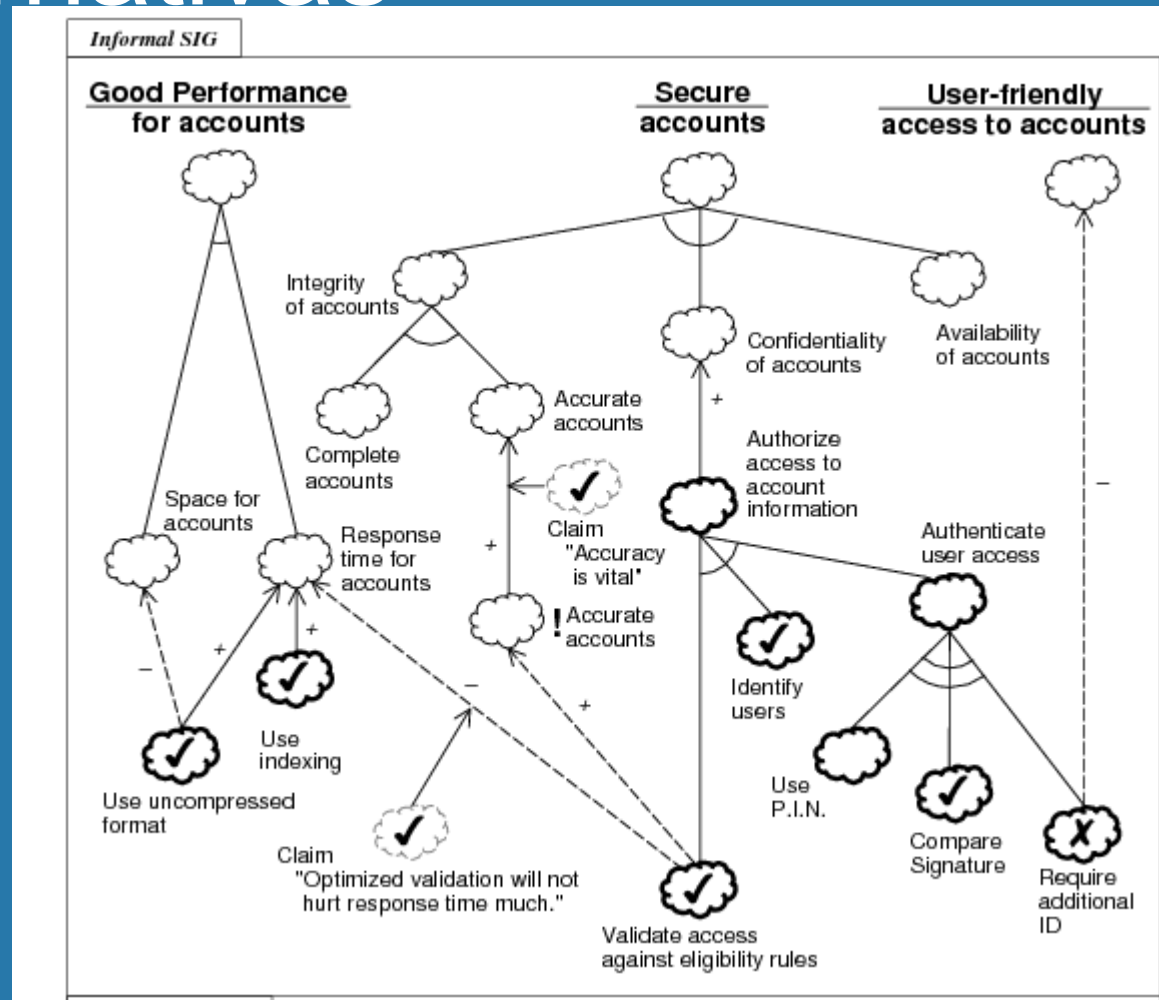 Informal SIG
Good Performance
for accounts
Secure
accounts
User-friendly
access to accounts
Integrity
of accounts
Confidentiality
of accounts
Availability
of accounts
Complete
accounts
Accurate
accounts
+
Authorize
access to
account
information
Space for
accounts
Response
time for
accounts
Claim
"Accuracy
is vital"
+
–
Authenticate
user access
! Accurate
accounts
–
+
+
–
+
Identify
users
Use
indexing
Use uncompressed
format
Use
P.I.N.
Compare
Signature
Require
additional
ID
Claim
"Optimized validation will not
hurt response time much."
Validate access
against eligibility rules